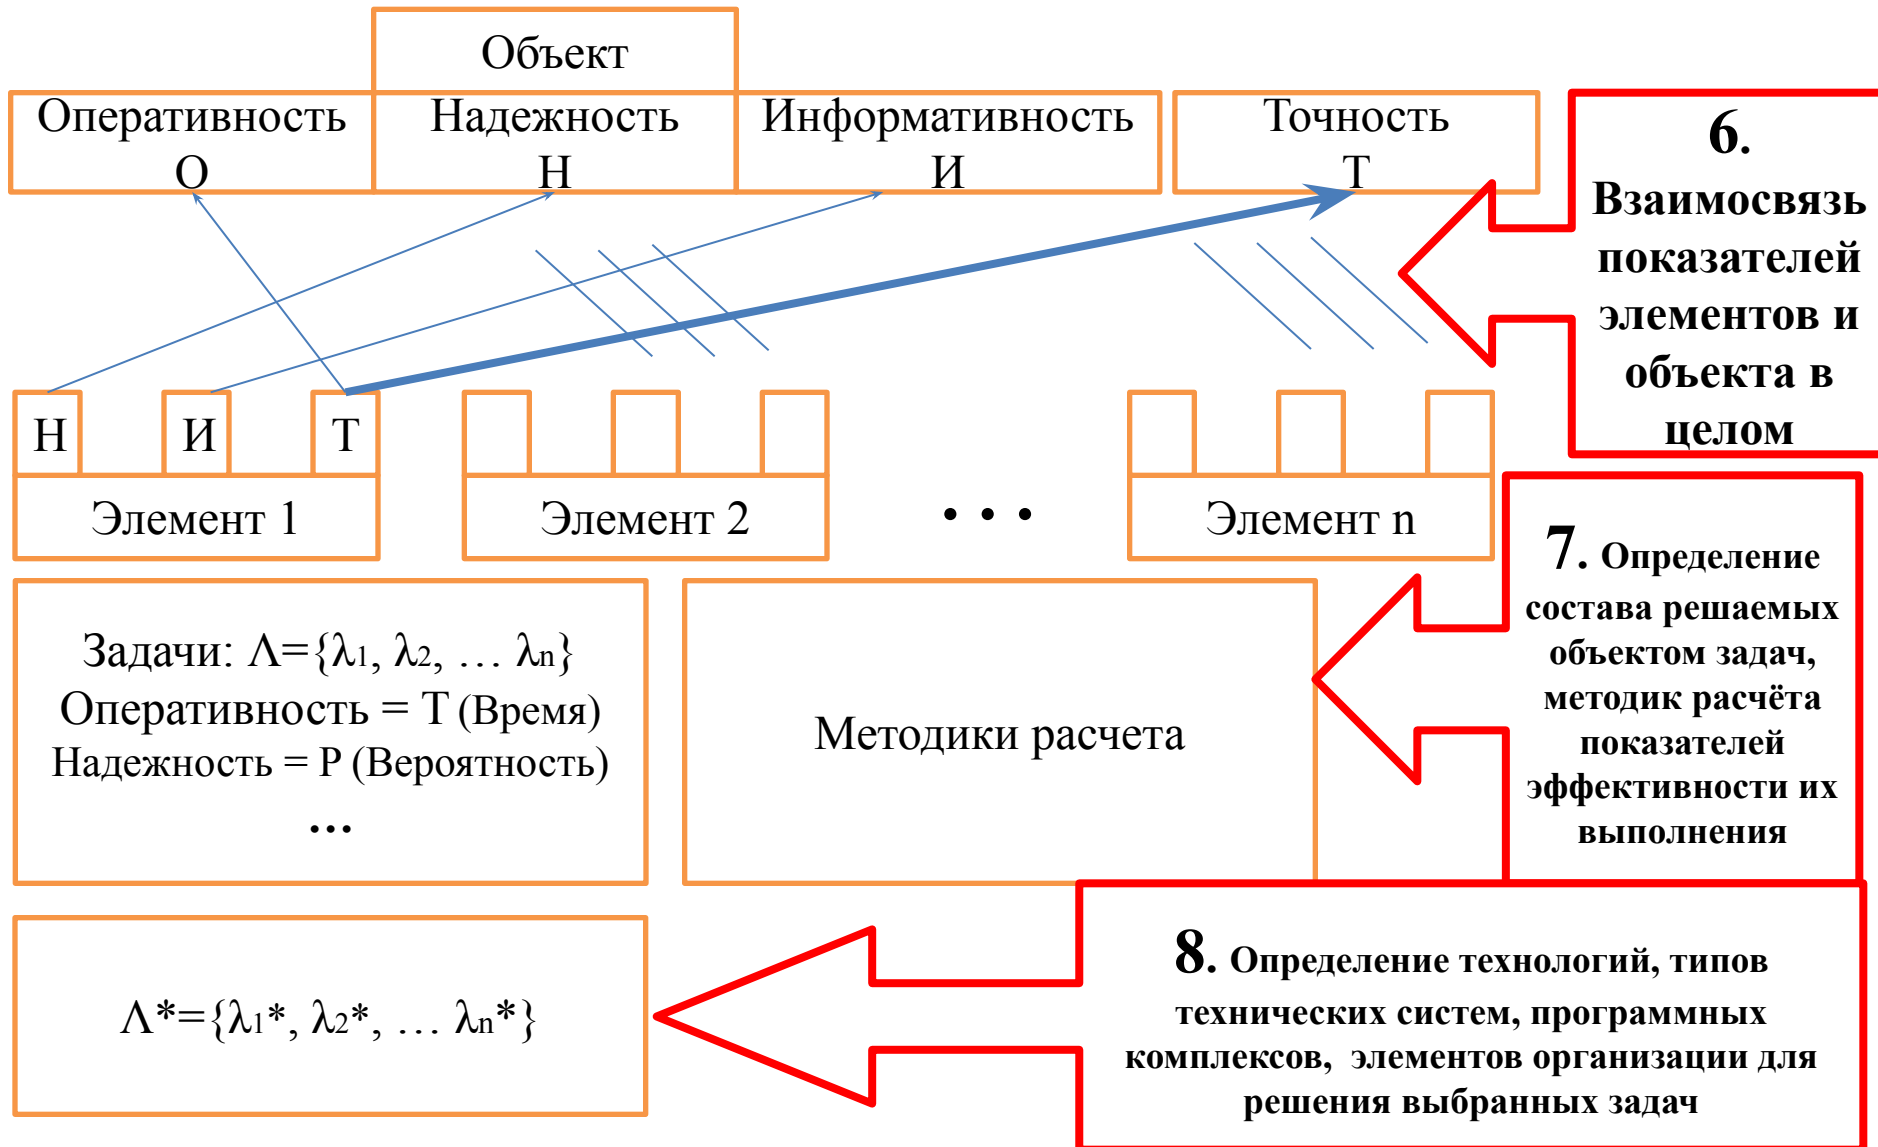 Объект
Оперативность
О
Надежность
Н
Информативность
И
Точность
Т
6.
Взаимосвязь
показателей
элементов и
объекта в
целом
Н
И
Т
Элемент 1
Элемент 2
• • •
Элемент n
7. Определение
состава решаемых
объектом задач,
методик расчёта
показателей
эффективности их
выполнения
Задачи: Λ={λ1, λ2, … λn}
Оперативность = T (Время)
Надежность = P (Вероятность)
…
Методики расчета
8. Определение технологий, типов
технических систем, программных
комплексов, элементов организации для
решения выбранных задач
Λ*={λ1*, λ2*, … λn*}